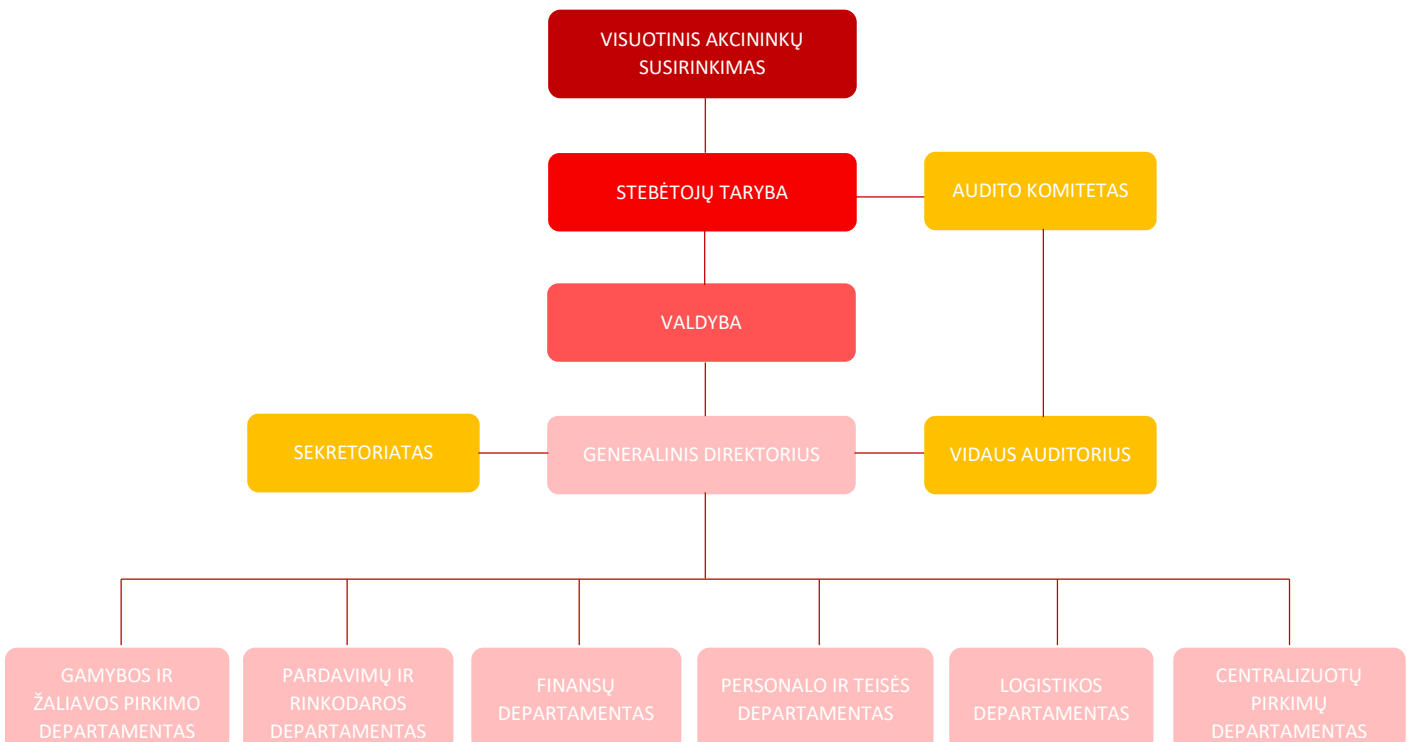 VISUOTINIS AKCININKŲ
SUSIRINKIMAS
STEBĖTOJŲ TARYBA
AUDITO KOMITETAS
VALDYBA
SEKRETORIATAS
GENERALINIS DIREKTORIUS
VIDAUS AUDITORIUS
GAMYBOS IR
ŽALIAVOS PIRKIMO
DEPARTAMENTAS
PARDAVIMŲ IR
RINKODAROS
DEPARTAMENTAS
FINANSŲ
DEPARTAMENTAS
PERSONALO IR TEISĖS
DEPARTAMENTAS
LOGISTIKOS
DEPARTAMENTAS
CENTRALIZUOTŲ
PIRKIMŲ
DEPARTAMENTAS